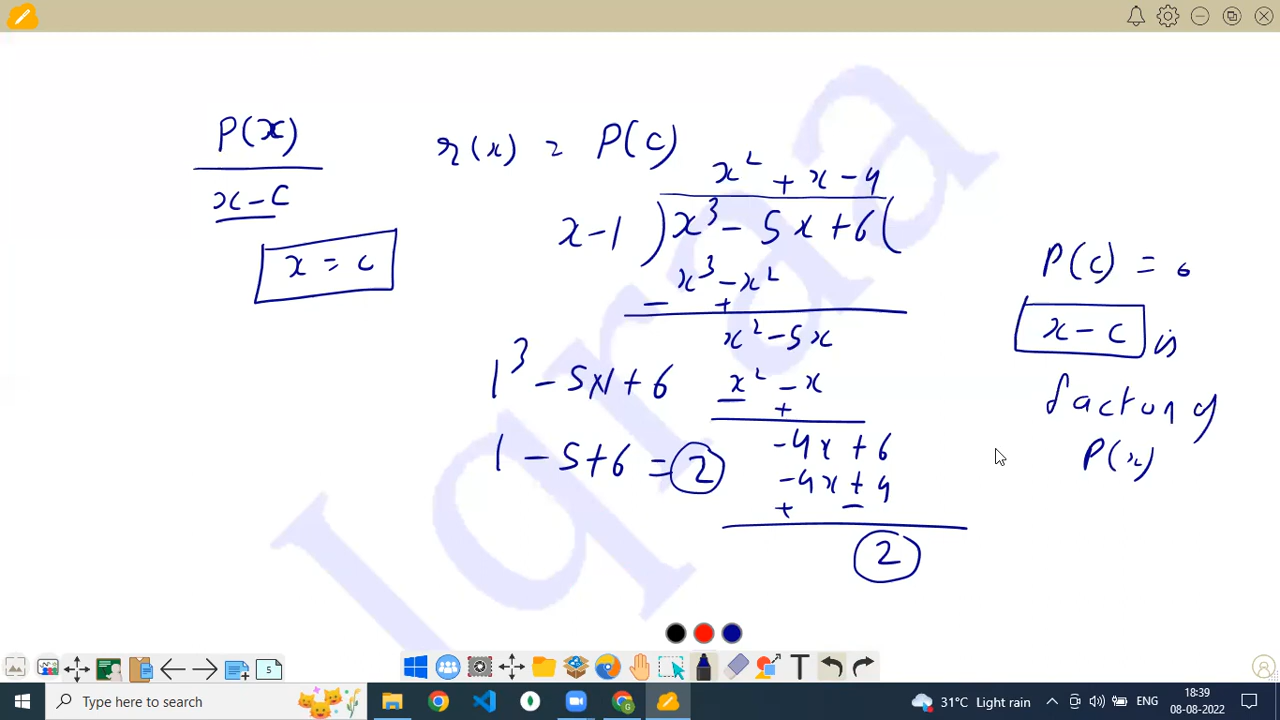 P(x)
x-c
x = c
r(x) = P(c)
x² + x - 4
x-1 ) x³ - 5x + 6 (
x³ - x²
- +
x² - 5x
x² - x
- +
-4x + 6
-4x + 4
+ -
2
1³ - 5x1 + 6
1 - 5 + 6 = 2
P(c) = 0
x - c is
factor of
P(x)
Iqraa
5
Type here to search
31°C Light rain
ENG
18:39
08-08-2022